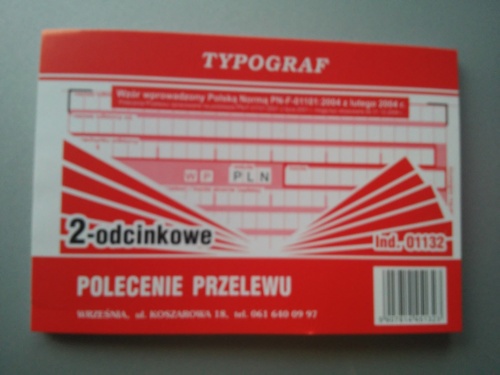 TYPOGRAF
Wzór wprowadzony Polską Normą PN-F-01101:2004 z lutego 2004 r.
WP PLN
2-odcinkowe
Ind. 01132
POLECENIE PRZELEWU
WRZEŚNIA, ul. KOSZAROWA 18, tel. 061 640 09 97